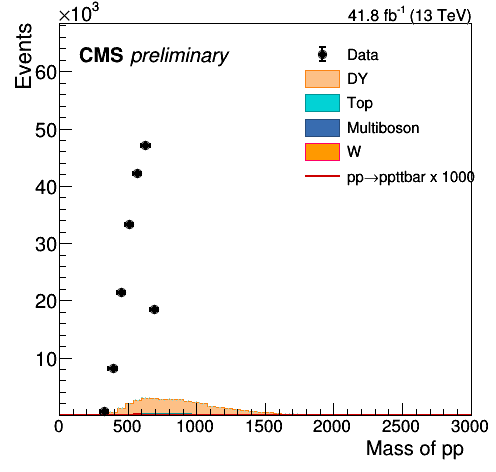 ×10³
41.8 fb⁻¹ (13 TeV)
Events
CMS preliminary
Data
DY
Top
Multiboson
W
pp→ppttbar x 1000
60
50
40
30
20
10
0 500 1000 1500 2000 2500 3000
Mass of pp